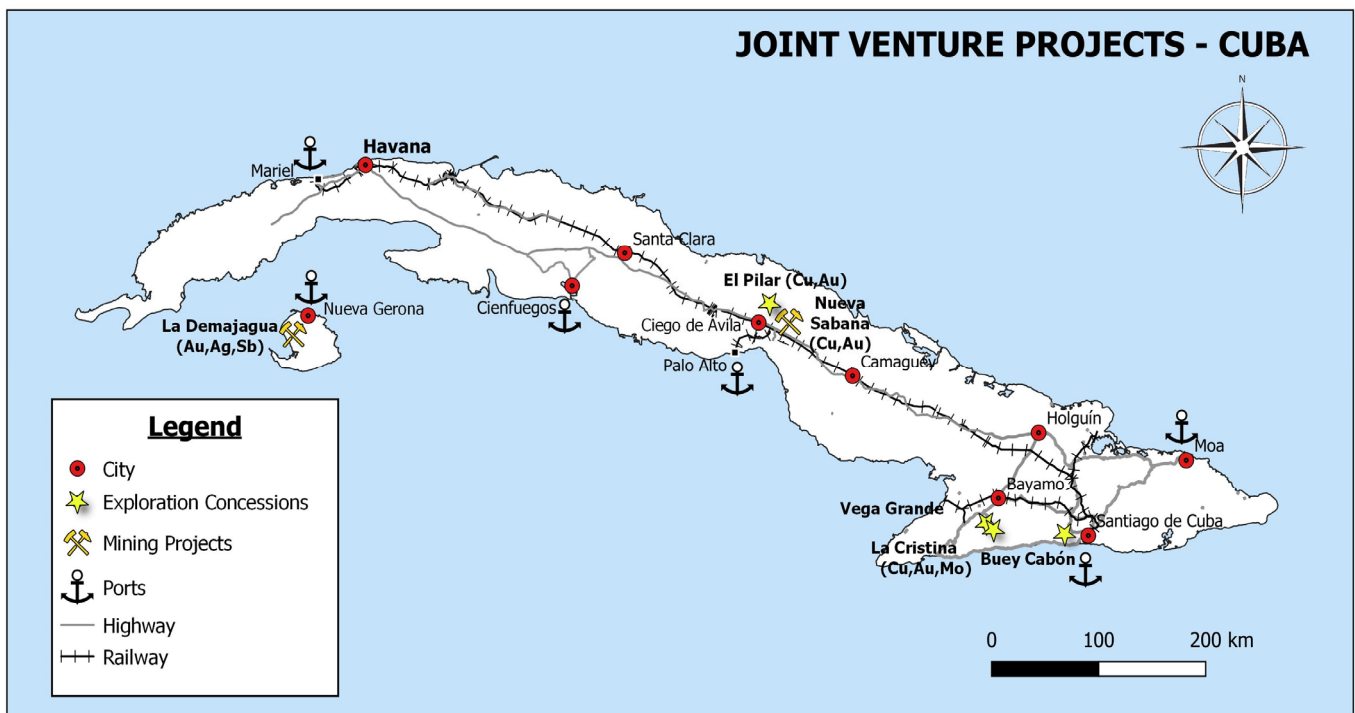 JOINT VENTURE PROJECTS - CUBA
N
Havana
Mariel
Santa Clara
El Pilar (Cu,Au)
Nueva
Sabana
(Cu,Au)
Nueva Gerona
Cienfuegos
La Demajagua
(Au,Ag,Sb)
Ciego de Ávila
Palo Alto
Camagüey
Holguín
Moa
Bayamo
Vega Grande
Santiago de Cuba
La Cristina
(Cu,Au,Mo)
Buey Cabón
Legend
City
Exploration Concessions
Mining Projects
Ports
Highway
Railway
0 100 200 km